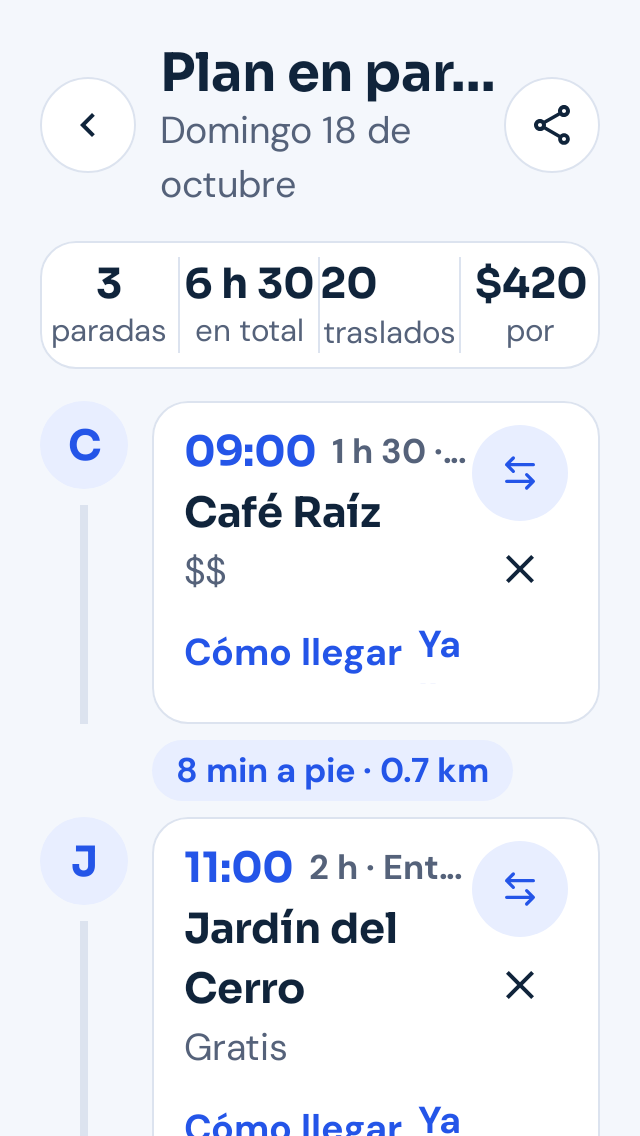 Plan en par...
Domingo 18 de
octubre
3
paradas
6 h 30
en total
20
traslados
$420
por
C
09:00 1 h 30 ·...
Café Raíz
$$
Cómo llegar Ya
8 min a pie · 0.7 km
J
11:00 2 h · Ent...
Jardín del
Cerro
Gratis
Cómo llegar Ya